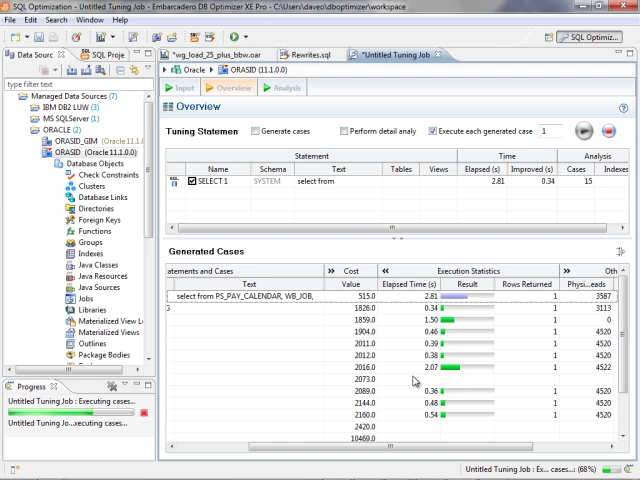 SQL Optimization - Untitled Tuning Job - Embarcadero DB Optimizer XE Pro - C:\Users\daveo\dboptimizer\workspace
File Edit Search Window Help
SQL Optimiz...
Data Sourc
SQL Proje
*wg_load_25_plus_bbw.oar
Rewrites.sql
*Untitled Tuning Job
type filter text
Managed Data Sources (7)
IBM DB2 LUW (3)
MS SQLServer (1)
ORACLE (2)
ORASID_GIM (Oracle 11.1.0
ORASID (Oracle 11.1.0.0)
Database Objects
Check Constraints
Clusters
Database Links
Directories
Foreign Keys
Functions
Groups
Indexes
Java Classes
Java Resources
Java Sources
Jobs
Libraries
Materialized View L
Materialized Views
Outlines
Package Bodies
Packages
Progress
Untitled Tuning Job : Executing cases...
Untitled Tuning Jo...xecuting cases...
Oracle
ORASID (11.1.0.0)
Input
Overview
Analysis
Overview
Tuning Statemen
Generate cases
Perform detail analy
Execute each generated case
1
Statement Time Analysis
Name Schema Text Tables Views Elapsed (s) Improved (s) Cases Indexes
SELECT 1 SYSTEM select from 2.81 0.34 15
Generated Cases
atements and Cases Cost Execution Statistics Oth
Text Value Elapsed Time (s) Result Rows Returned Physi...eads
select from PS_PAY_CALENDAR, WB_JOB, 515.0 2.81 1 3587
1826.0 0.34 1 3113
1859.0 1.50 1 0
1904.0 0.46 1 4520
2011.0 0.39 1 4520
2012.0 0.38 1 4520
2016.0 2.07 1 4522
2073.0
2089.0 0.36 1 4520
2144.0 0.48 1 4520
2160.0 0.54 1 4520
2420.0
10469.0
Untitled Tuning Job : Ex... cases...: (68%)